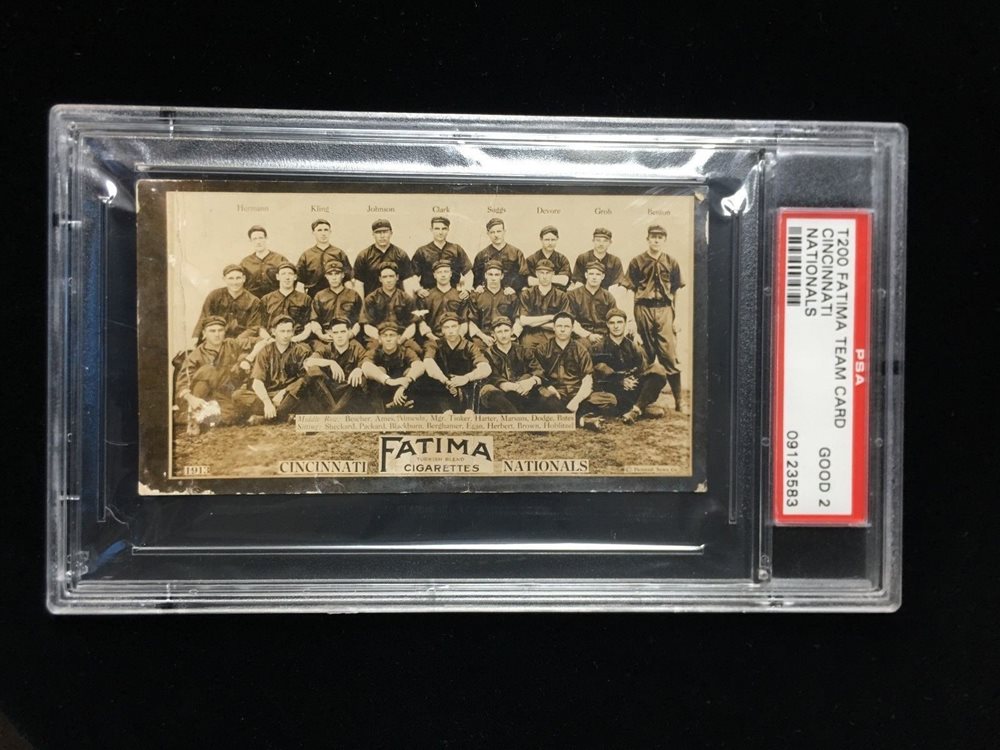 Hermann Kling Johnson Clark Suggs Devore Groh Benton
Middle Row: Bescher, Ames, Almeida, Mgr. Tinker, Harter, Marsans, Dodge, Bates
Sitting: Sheckard, Packard, Blackburn, Berghamer, Egan, Herbert, Brown, Hoblitzel
1913
CINCINNATI
FATIMA
TURKISH BLEND
CIGARETTES
NATIONALS
PSA
T200 FATIMA TEAM CARD
CINCINNATI
GOOD 2
NATIONALS
09123583